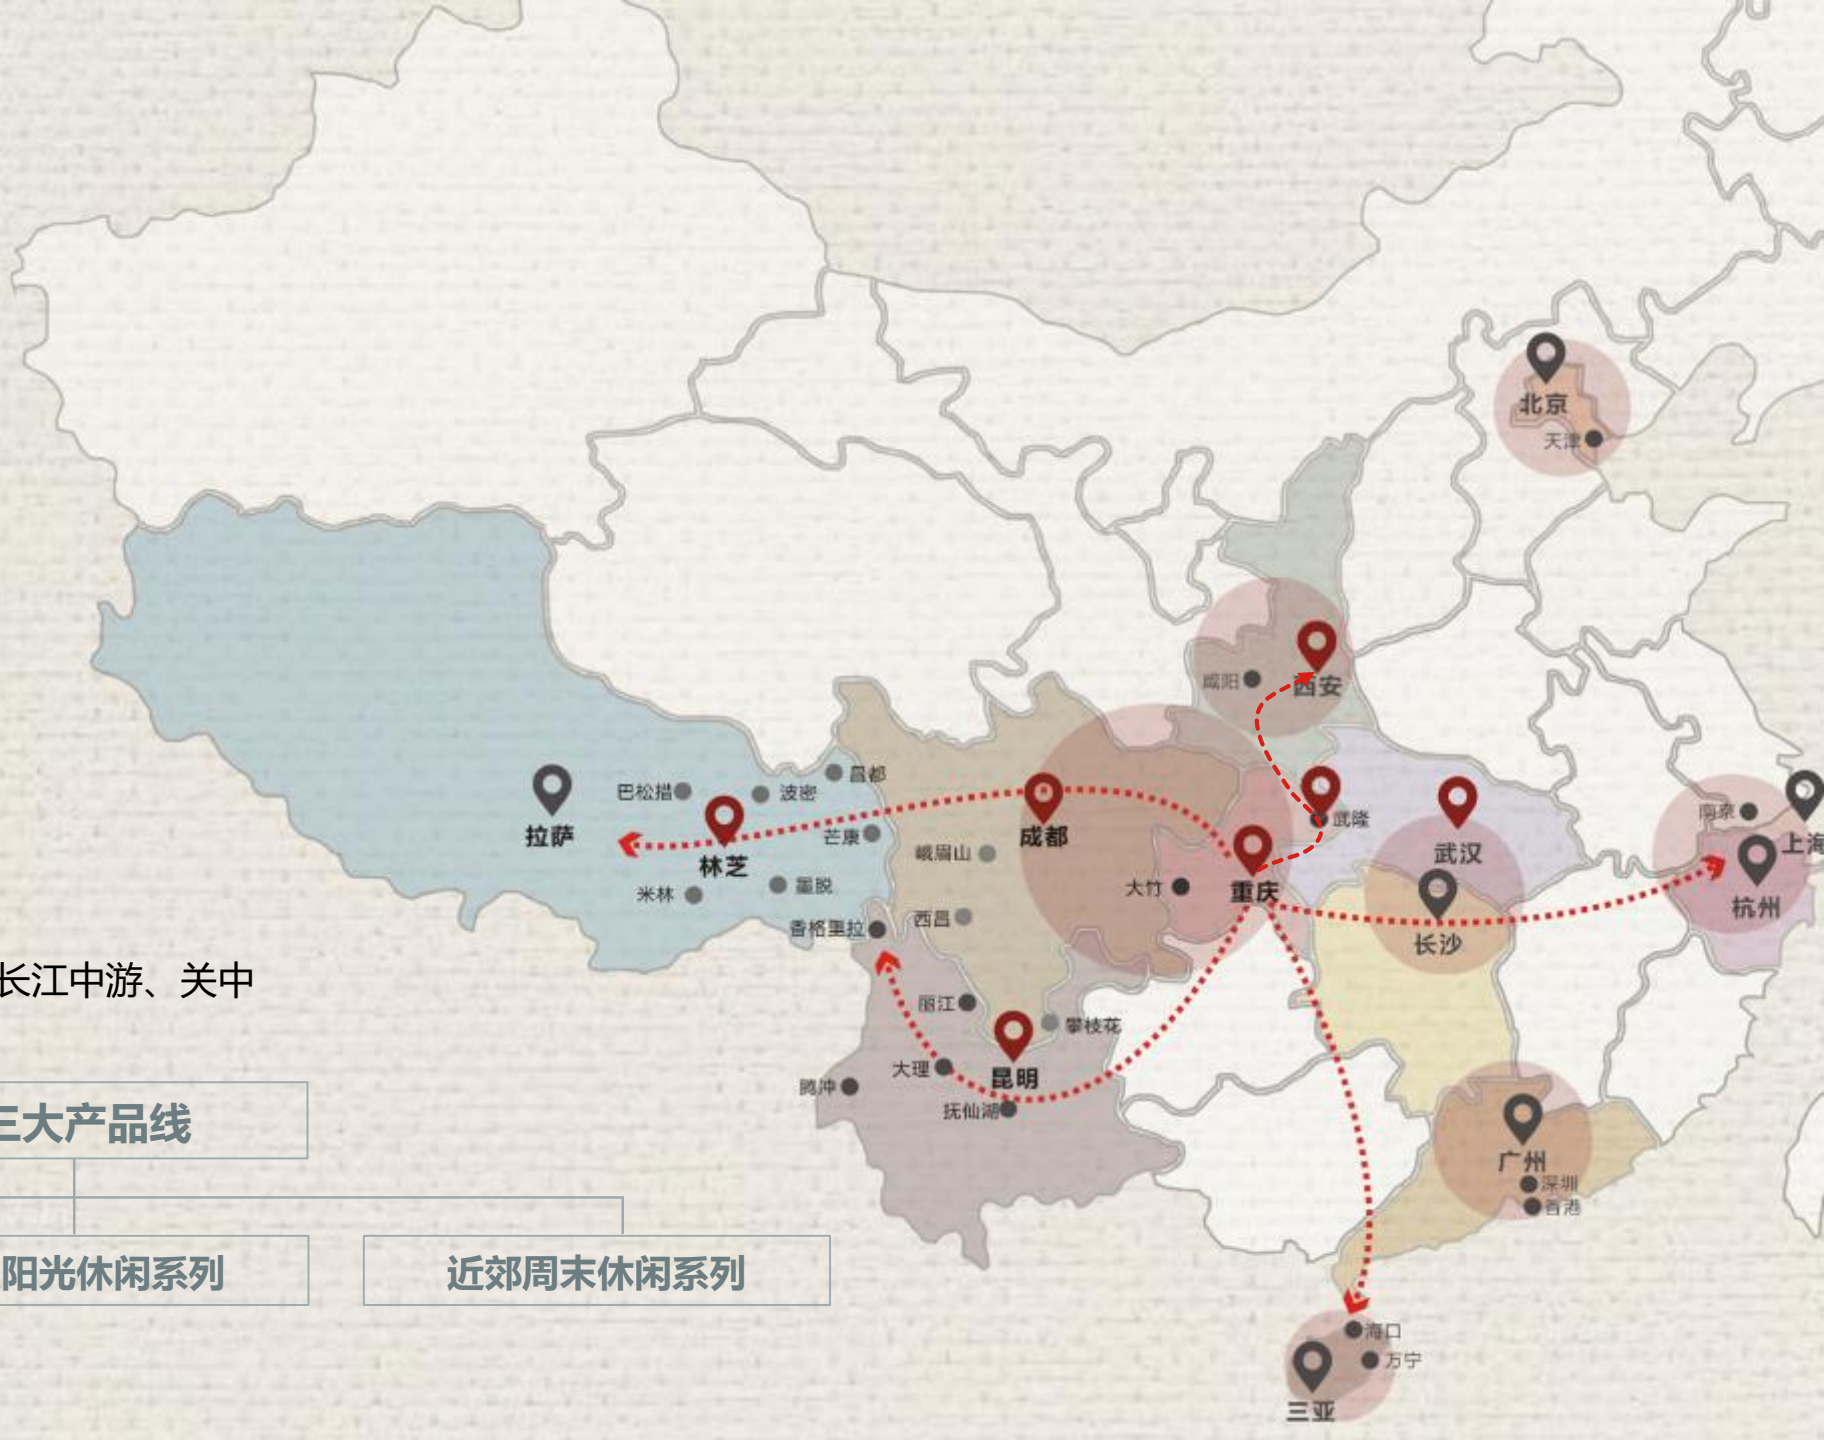 北京
天津
咸阳
西安
昌都
巴松措
波密
南京
武隆
拉萨
林芝
芒康
成都
峨眉山
武汉
上海
米林
墨脱
大竹
重庆
杭州
香格里拉
西昌
长沙
长江中游、关中
丽江
攀枝花
大理
昆明
腾冲
抚仙湖
三大产品线
广州
深圳
香港
阳光休闲系列
近郊周末休闲系列
海口
万宁
三亚